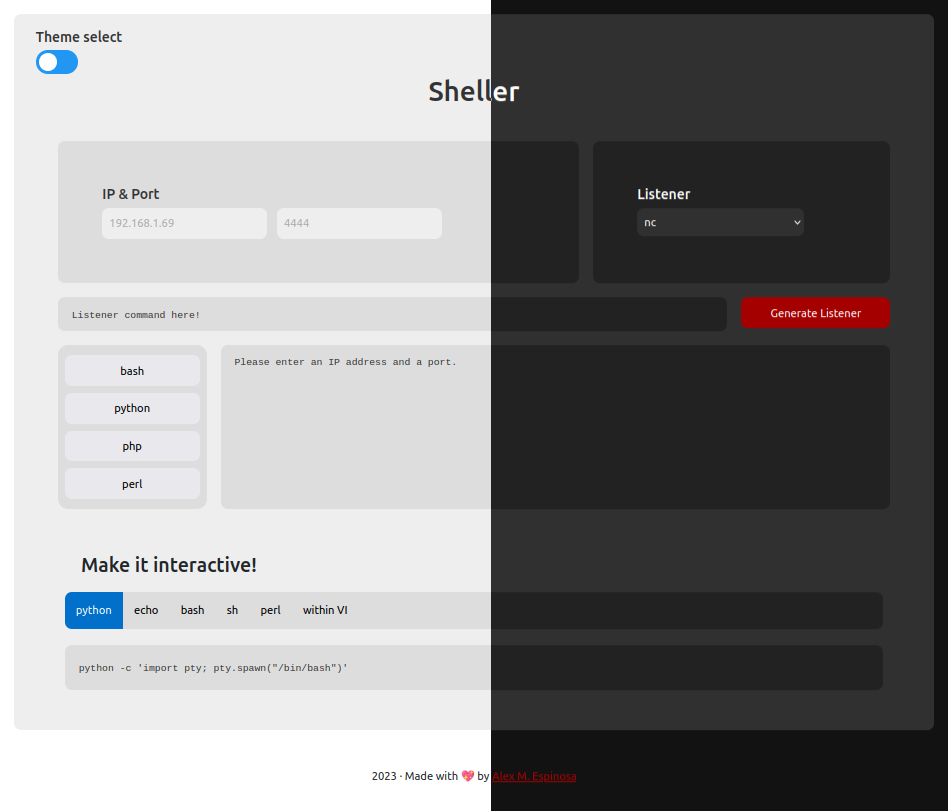 Theme select
Sheller
IP & Port
Listener
192.168.1.69
4444
nc
Listener command here!
Generate Listener
bash
python
php
perl
Please enter an IP address and a port.
Make it interactive!
python echo bash sh perl within VI
python -c 'import pty; pty.spawn("/bin/bash")'
2023 · Made with 💖 by Alex M. Espinosa